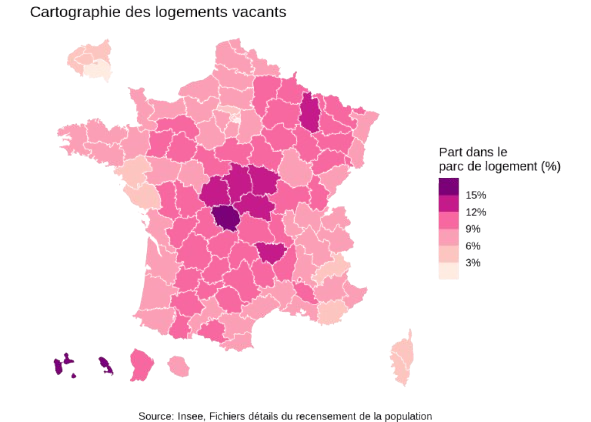 Cartographie des logements vacants
Part dans le
parc de logement (%)
15%
12%
9%
6%
3%
Source: Insee, Fichiers détails du recensement de la population